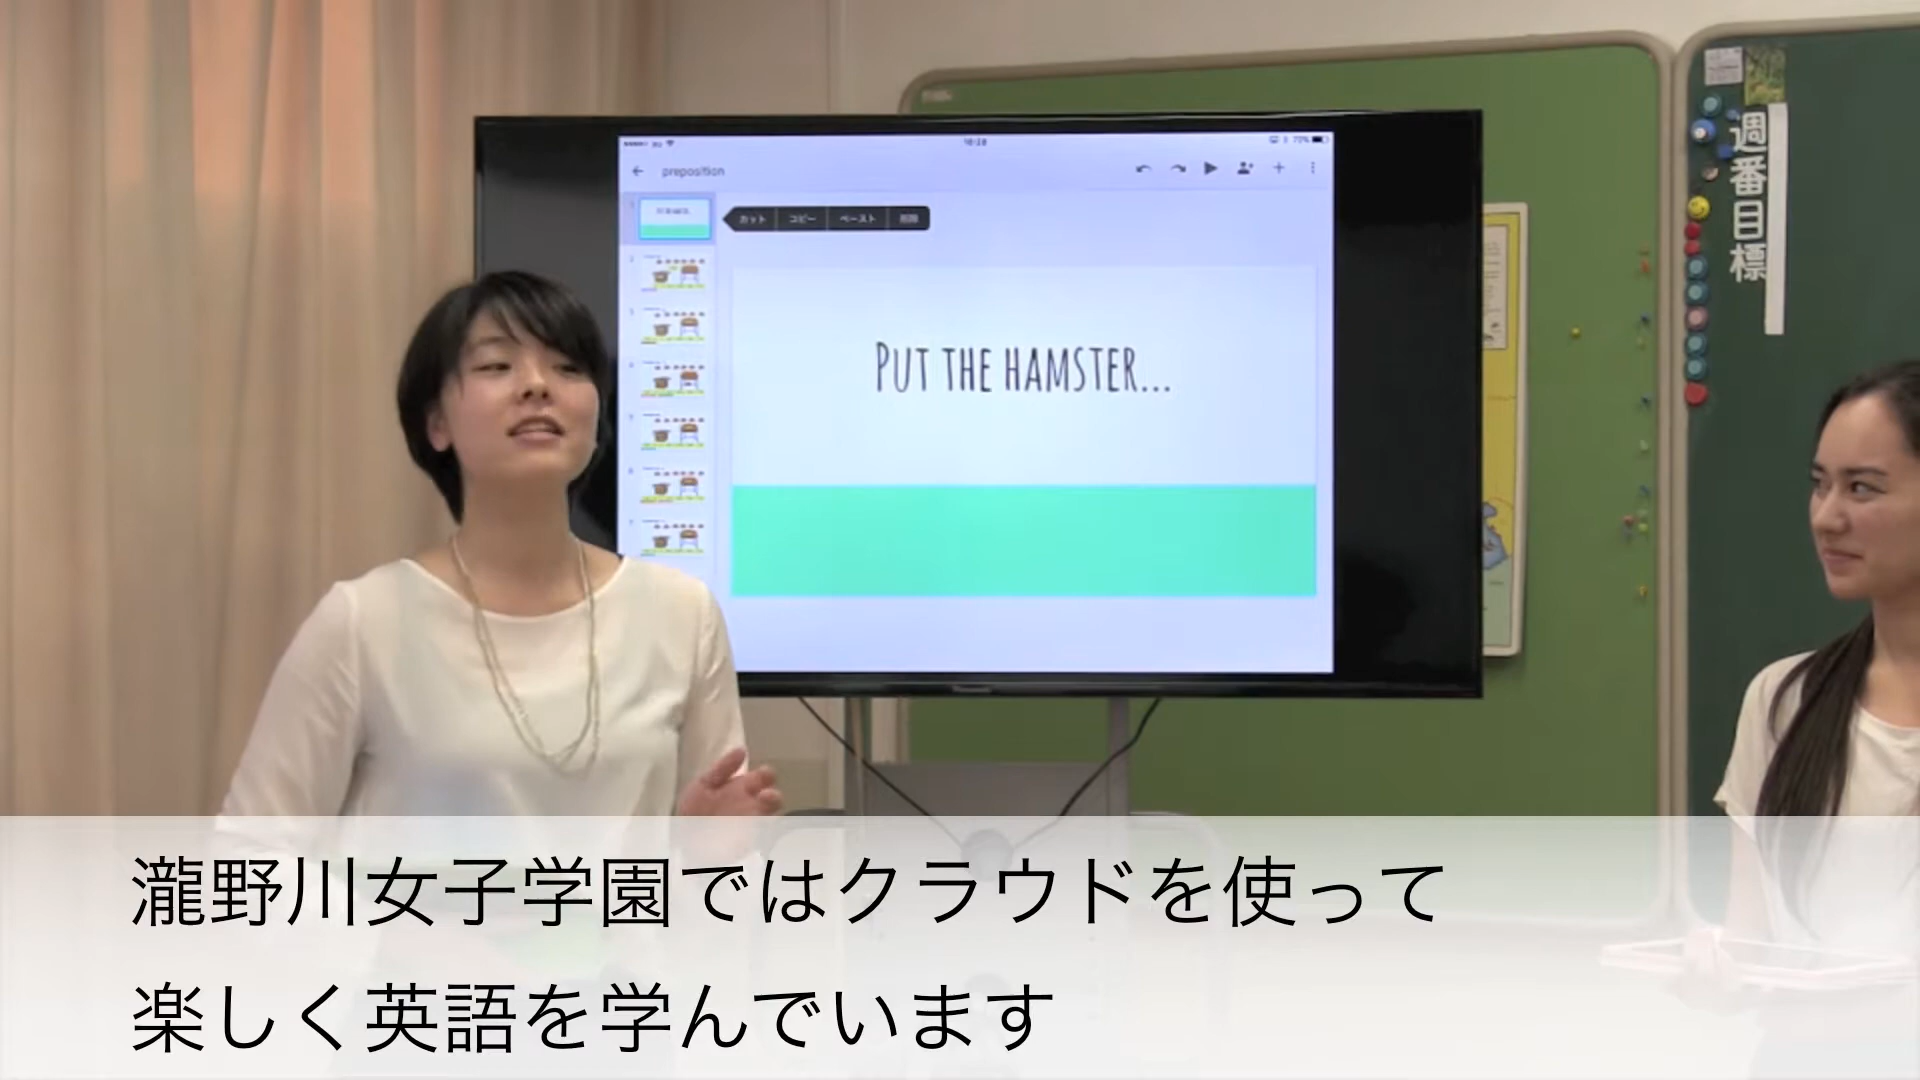 preposition
カット コピー ペースト 削除
PUT THE HAMSTER...
週番目標
瀧野川女子学園ではクラウドを使って
楽しく英語を学んでいます